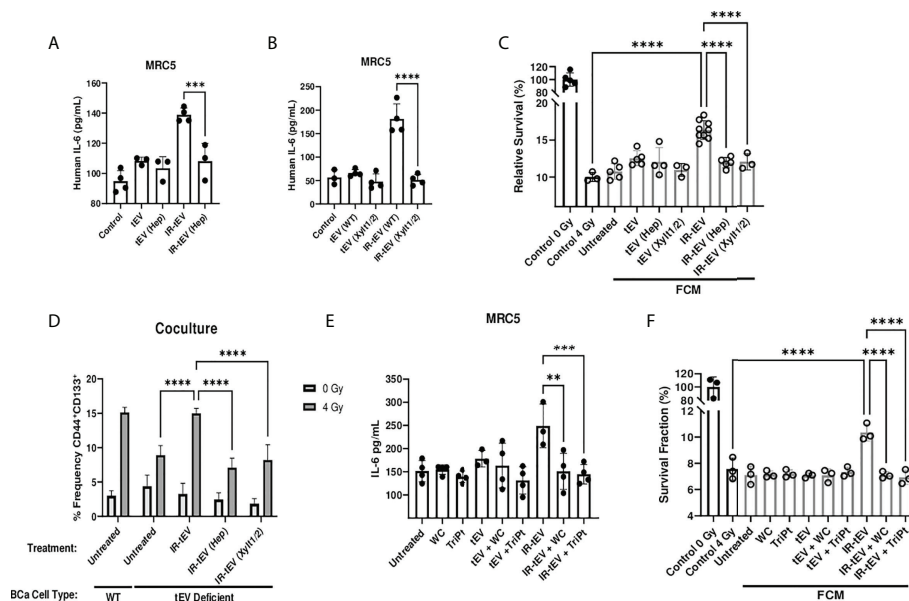 A
MRC5
Human IL-6 (pg/mL)
160
140
120
100
80
***
Control
tEV
tEV (Hep)
IR-tEV
IR-tEV (Hep)
B
MRC5
Human IL-6 (pg/mL)
250
200
150
100
50
0
****
Control
tEV (WT)
tEV (Xylt1/2)
IR-tEV (WT)
IR-tEV (Xylt1/2)
C
Relative Survival (%)
120
100
80
20
15
10
****
****
****
Control 0 Gy
Control 4 Gy
Untreated
tEV
tEV (Hep)
tEV (Xylt1/2)
IR-tEV
IR-tEV (Hep)
IR-tEV (Xylt1/2)
FCM
D
Coculture
% Frequency CD44+CD133+
20
15
10
5
0
****
****
****
0 Gy
4 Gy
Treatment:
Untreated
Untreated
IR-tEV
IR-tEV (Hep)
IR-tEV (Xylt1/2)
BCa Cell Type:
WT
tEV Deficient
E
MRC5
IL-6 pg/mL
350
300
250
200
150
**
***
Untreated
WC
TriPt
tEV
tEV + WC
tEV + TriPt
IR-tEV
IR-tEV + WC
IR-tEV + TriPt
F
Survival Fraction (%)
120
100
80
12
10
8
6
4
****
****
****
Control 0 Gy
Control 4 Gy
Untreated
WC
TriPt
tEV
tEV + WC
tEV + TriPt
IR-tEV
IR-tEV + WC
IR-tEV + TriPt
FCM